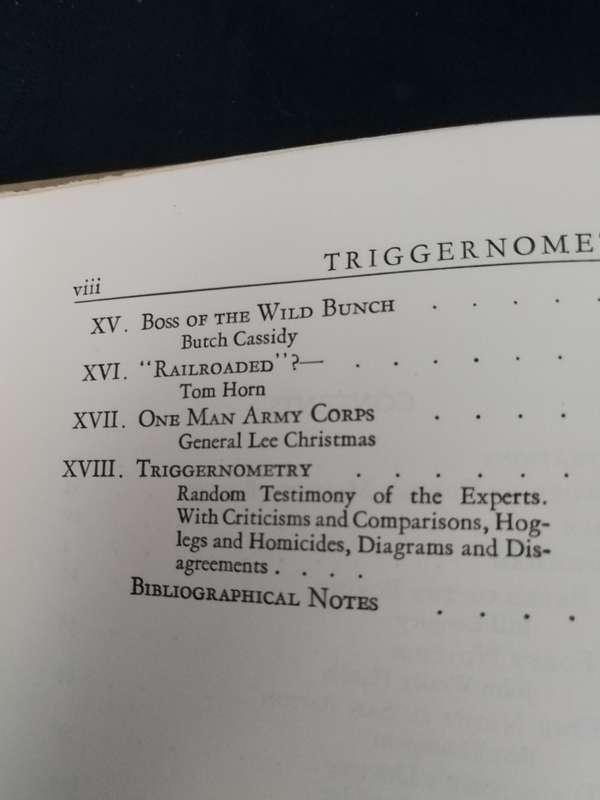 viii
TRIGGERNOME
XV. BOSS OF THE WILD BUNCH . . . .
Butch Cassidy
XVI. "RAILROADED"?— . . . . . .
Tom Horn
XVII. ONE MAN ARMY CORPS . . . .
General Lee Christmas
XVIII. TRIGGERNOMETRY . . . . . .
Random Testimony of the Experts.
With Criticisms and Comparisons, Hog-
legs and Homicides, Diagrams and Dis-
agreements . . . .
BIBLIOGRAPHICAL NOTES . . . .